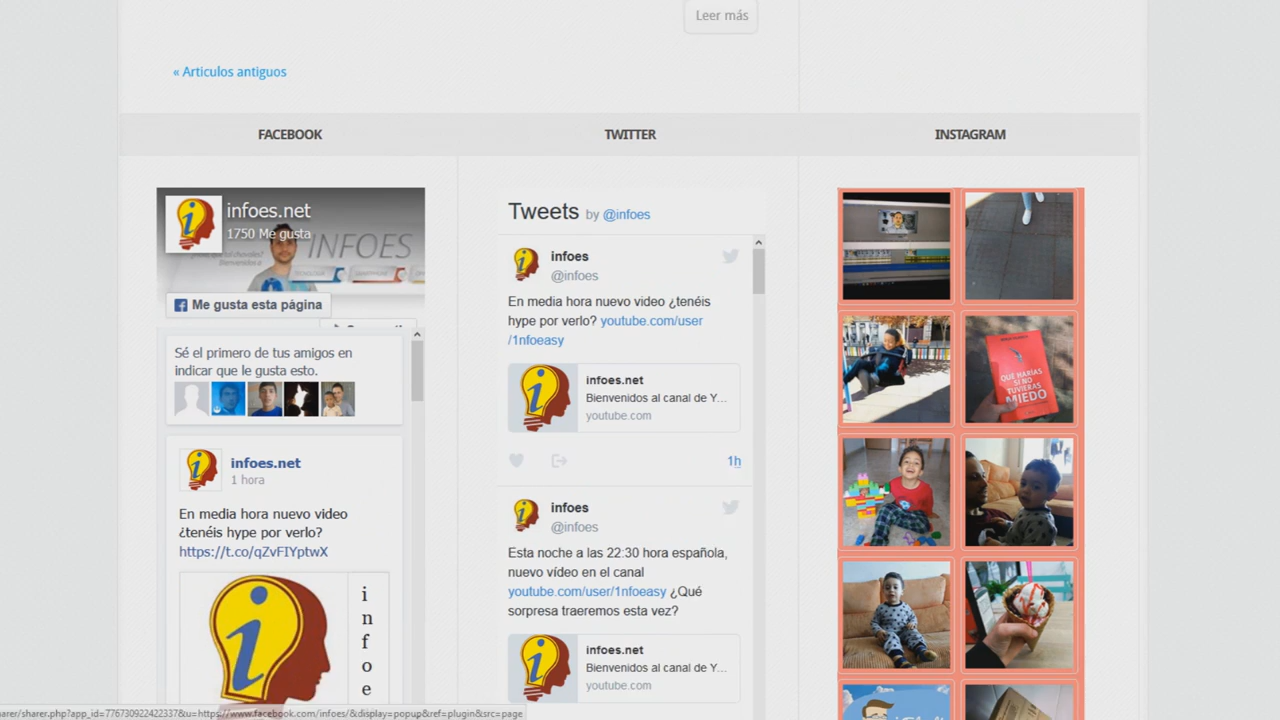 Leer más
« Articulos antiguos
FACEBOOK
TWITTER
INSTAGRAM
infoes.net
1750 Me gusta
INFOES
Me gusta esta página
Sé el primero de tus amigos en
indicar que le gusta esto.
infoes.net
1 hora
En media hora nuevo video
¿tenéis hype por verlo?
https://t.co/qZvFIYptwX
i
n
f
o
e
Tweets by @infoes
infoes
@infoes
En media hora nuevo video ¿tenéis
hype por verlo? youtube.com/user
/1nfoeasy
infoes.net
Bienvenidos al canal de Y...
youtube.com
1h
infoes
@infoes
Esta noche a las 22:30 hora española,
nuevo vídeo en el canal
youtube.com/user/1nfoeasy ¿Qué
sorpresa traeremos esta vez?
infoes.net
Bienvenidos al canal de Y...
youtube.com
QUÉ HARÍAS
SI NO
TUVIERAS
MIEDO
arer/sharer.php?app_id=776730922422337&u=https://www.facebook.com/infoes/&display=popup&ref=plugin&src=page